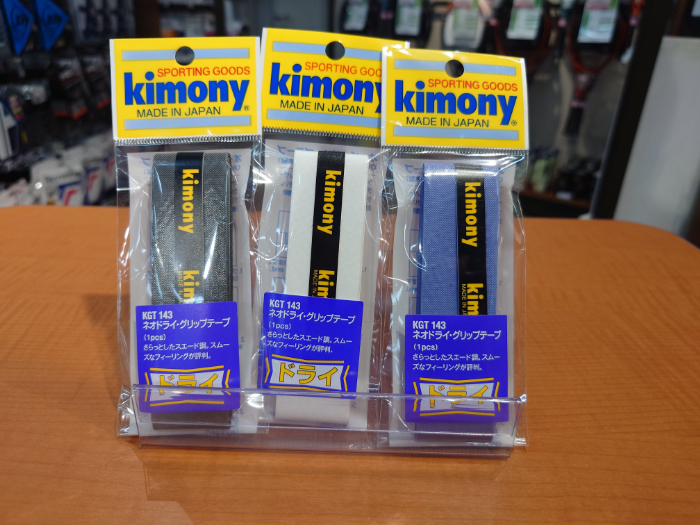 SPORTING GOODS
kimony®
MADE IN JAPAN
kimony
kim
KGT 143
ネオドライ・グリップテープ
(1pcs)
さらっとしたスエード調。スムー
ズなフィーリングが評判。
ドライ
SPORTING GOODS
kimony
MADE IN JAPAN
kimony
kim
MADE IN
KGT 143
ネオドライ・グリップテープ
(1pcs)
さらっとしたスエード調。スムー
ズなフィーリングが評判。
ドライ
SPORTING GOODS
kimony®
MADE IN JAPAN
kimony
kim
MADE IN
KGT 143
ネオドライ・グリップテープ
(1pcs)
さらっとしたスエード調。スムー
ズなフィーリングが評判。
ドライ